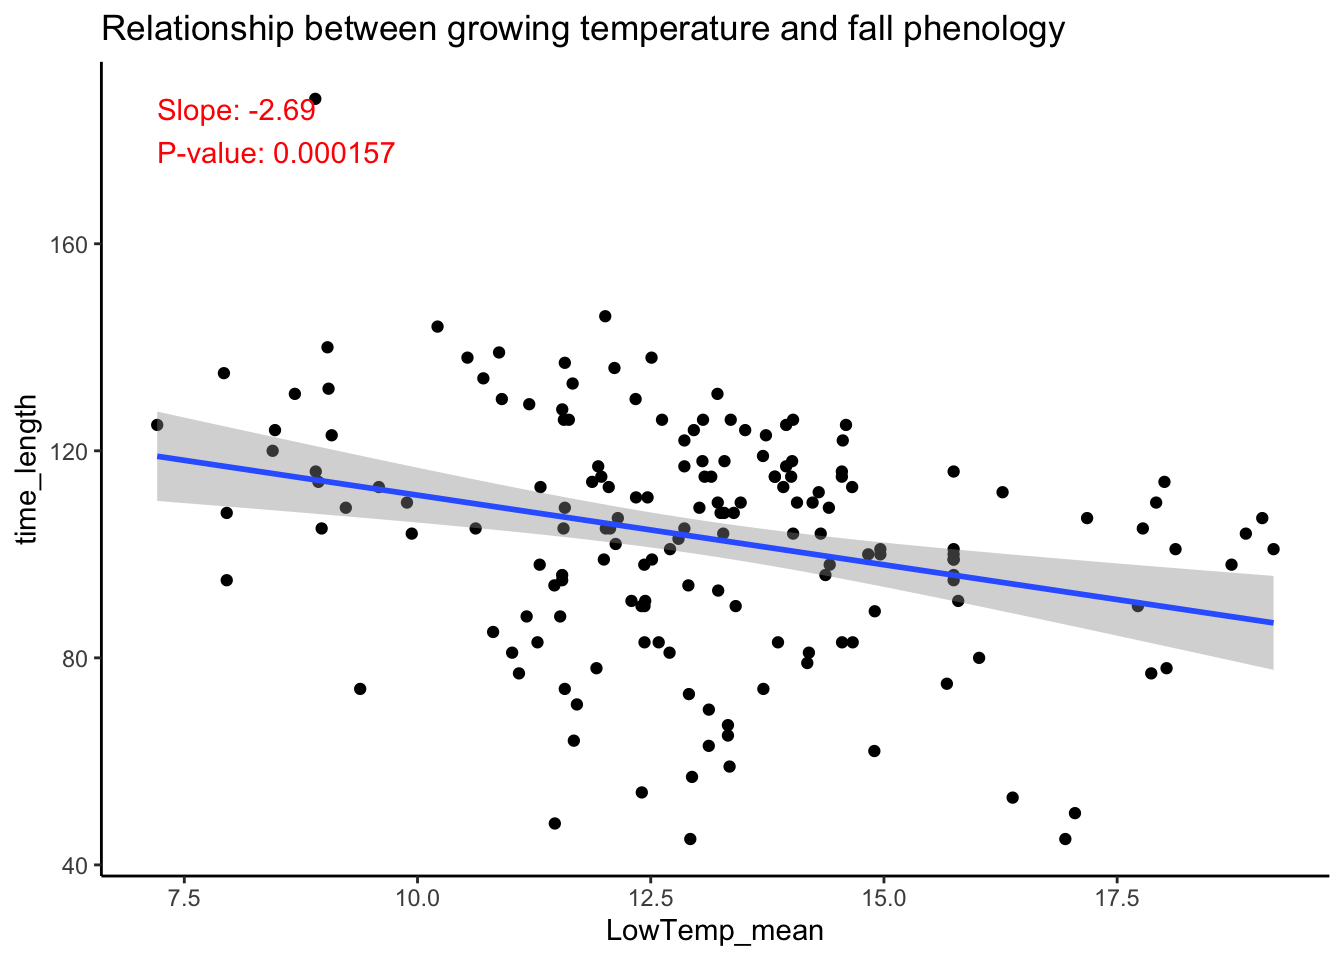 Relationship between growing temperature and fall phenology
Slope: -2.69
P-value: 0.000157
160
120
80
40
time_length
7.5
10.0
12.5
15.0
17.5
LowTemp_mean